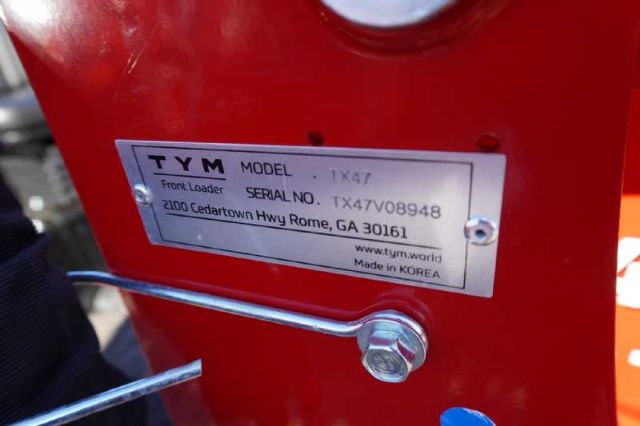 TYM MODEL . TX47
Front Loader SERIAL NO. TX47V08948
2100 Cedartown Hwy Rome, GA 30161
www.tym.world
Made in KOREA